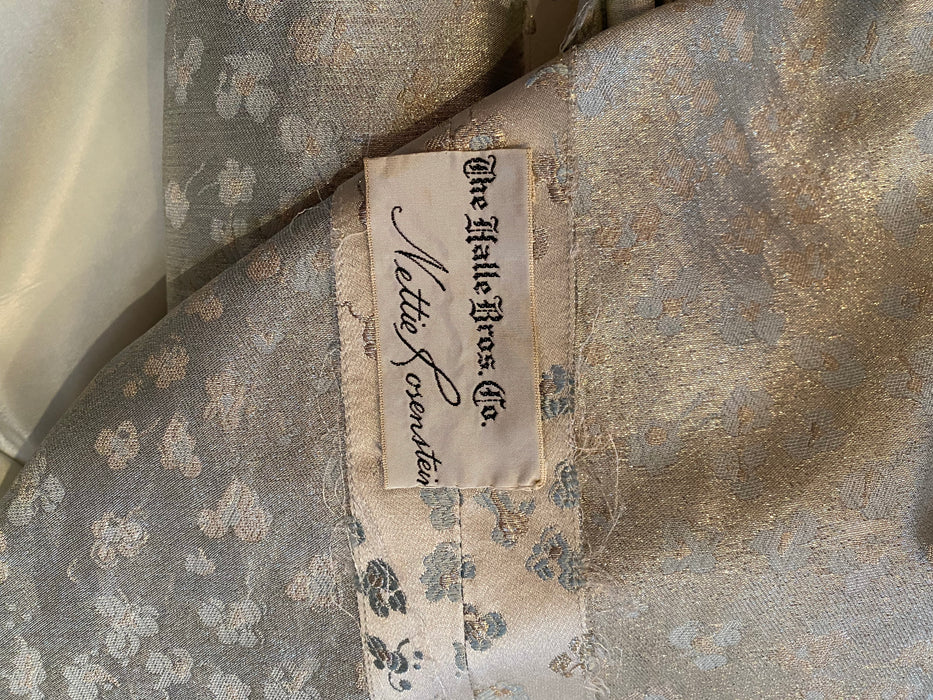 The Halle Bros. Co.
Nettie Rosenstein